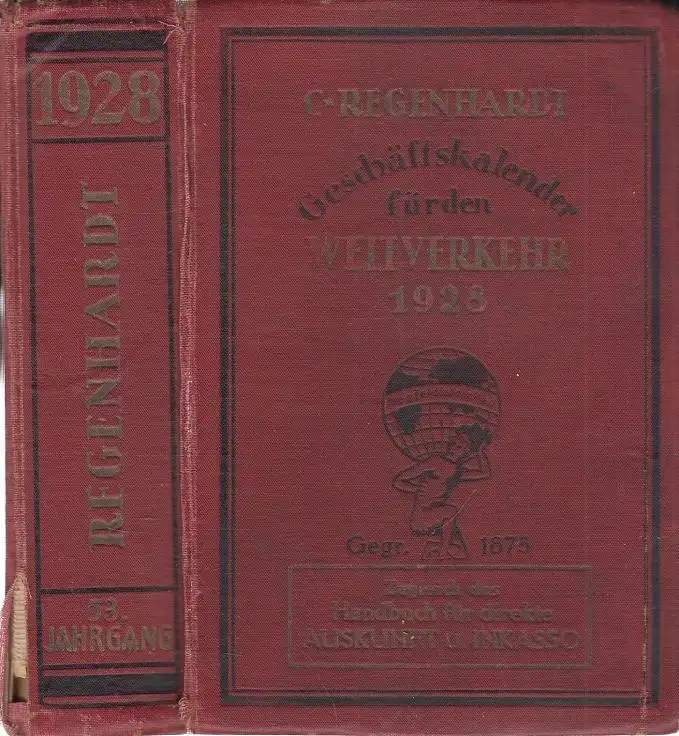 1928
REGENHARDT
53.
JAHRGANG
C·REGENHARDT
Geschäftskalender
für den
WELTVERKEHR
1928
Gegr. 1875
Zugleich das
Handbuch für direkte
AUSKUNFT U. INKASSO